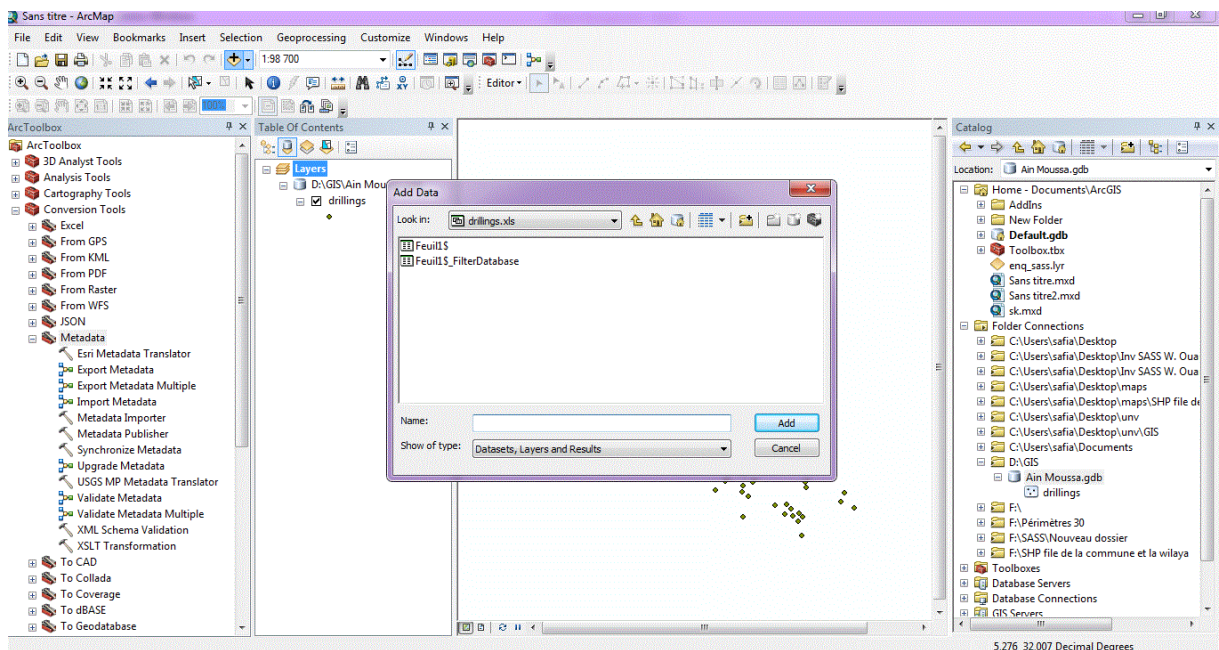 Sans titre - ArcMap
File Edit View Bookmarks Insert Selection Geoprocessing Customize Windows Help
1:98 700
Editor
100%
ArcToolbox
ArcToolbox
3D Analyst Tools
Analysis Tools
Cartography Tools
Conversion Tools
Excel
From GPS
From KML
From PDF
From Raster
From WFS
JSON
Metadata
Esri Metadata Translator
Export Metadata
Export Metadata Multiple
Import Metadata
Metadata Importer
Metadata Publisher
Synchronize Metadata
Upgrade Metadata
USGS MP Metadata Translator
Validate Metadata
Validate Metadata Multiple
XML Schema Validation
XSLT Transformation
To CAD
To Collada
To Coverage
To dBASE
To Geodatabase
Table Of Contents
Layers
D:\GIS\Ain Mou
drillings
Add Data
Look in: drillings.xls
Feuil1$
Feuil1$_FilterDatabase
Name:
Add
Show of type: Datasets, Layers and Results
Cancel
Catalog
Location: Ain Moussa.gdb
Home - Documents\ArcGIS
AddIns
New Folder
Default.gdb
Toolbox.tbx
enq_sass.lyr
Sans titre.mxd
Sans titre2.mxd
sk.mxd
Folder Connections
C:\Users\safia\Desktop
C:\Users\safia\Desktop\Inv SASS W. Oua
C:\Users\safia\Desktop\Inv SASS W. Oua
C:\Users\safia\Desktop\maps
C:\Users\safia\Desktop\maps\SHP file de
C:\Users\safia\Desktop\unv
C:\Users\safia\Desktop\unv\GIS
C:\Users\safia\Documents
D:\GIS
Ain Moussa.gdb
drillings
F:\
F:\Périmètres 30
F:\SASS\Nouveau dossier
F:\SHP file de la commune et la wilaya
Toolboxes
Database Servers
Database Connections
GIS Servers
5,276 32,007 Decimal Degrees